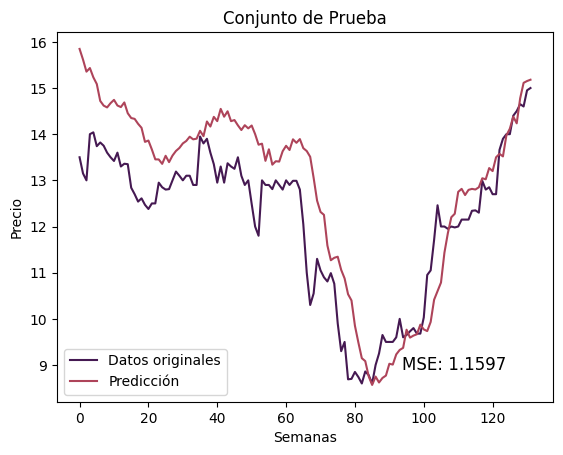 Conjunto de Prueba
16
15
14
13
12
11
10
9
Precio
Datos originales
Predicción
MSE: 1.1597
0
20
40
60
80
100
120
Semanas